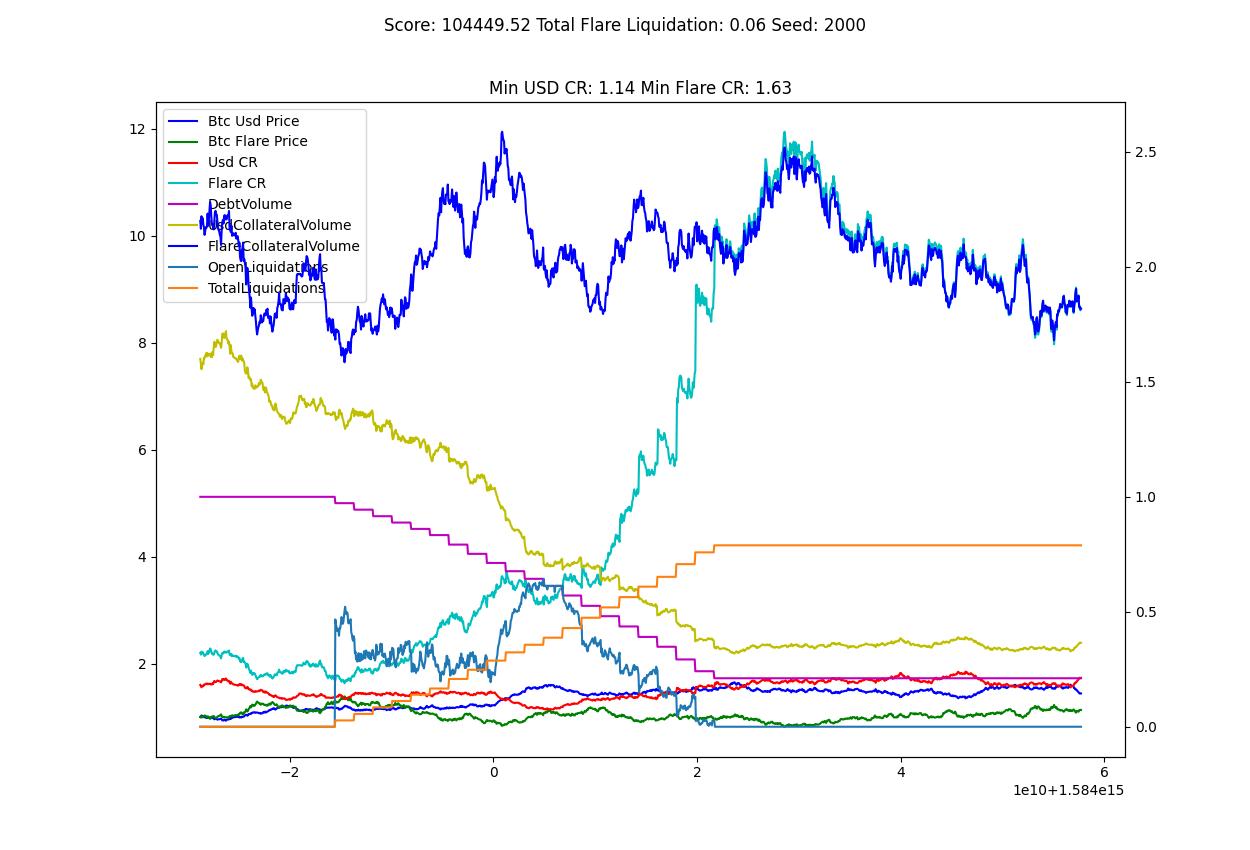 Score: 104449.52 Total Flare Liquidation: 0.06 Seed: 2000
Min USD CR: 1.14 Min Flare CR: 1.63
Btc Usd Price
Btc Flare Price
Usd CR
Flare CR
DebtVolume
UsdCollateralVolume
FlareCollateralVolume
OpenLiquidations
TotalLiquidations
12
10
8
6
4
2
2.5
2.0
1.5
1.0
0.5
0.0
−2
0
2
4
6
1e10+1.584e15